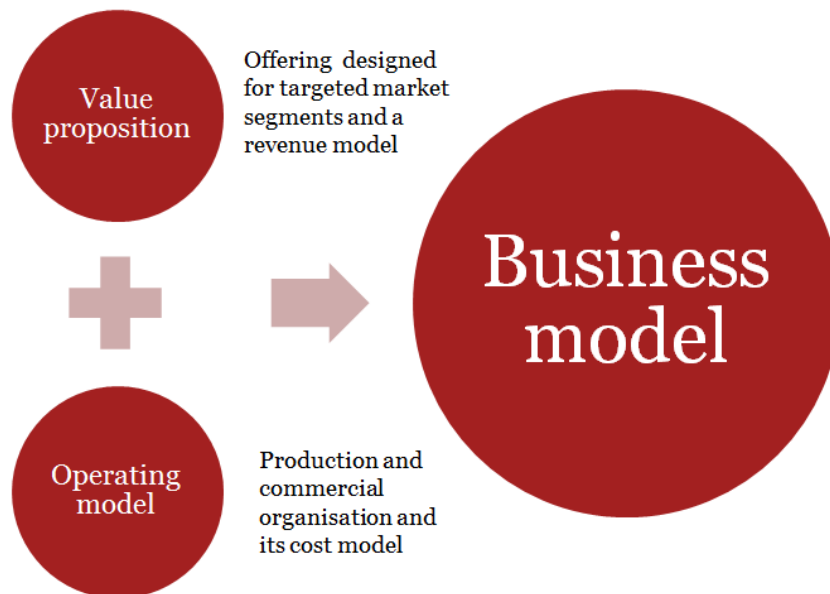 Value
proposition
Offering designed
for targeted market
segments and a
revenue model
Business
model
Operating
model
Production and
commercial
organisation and
its cost model